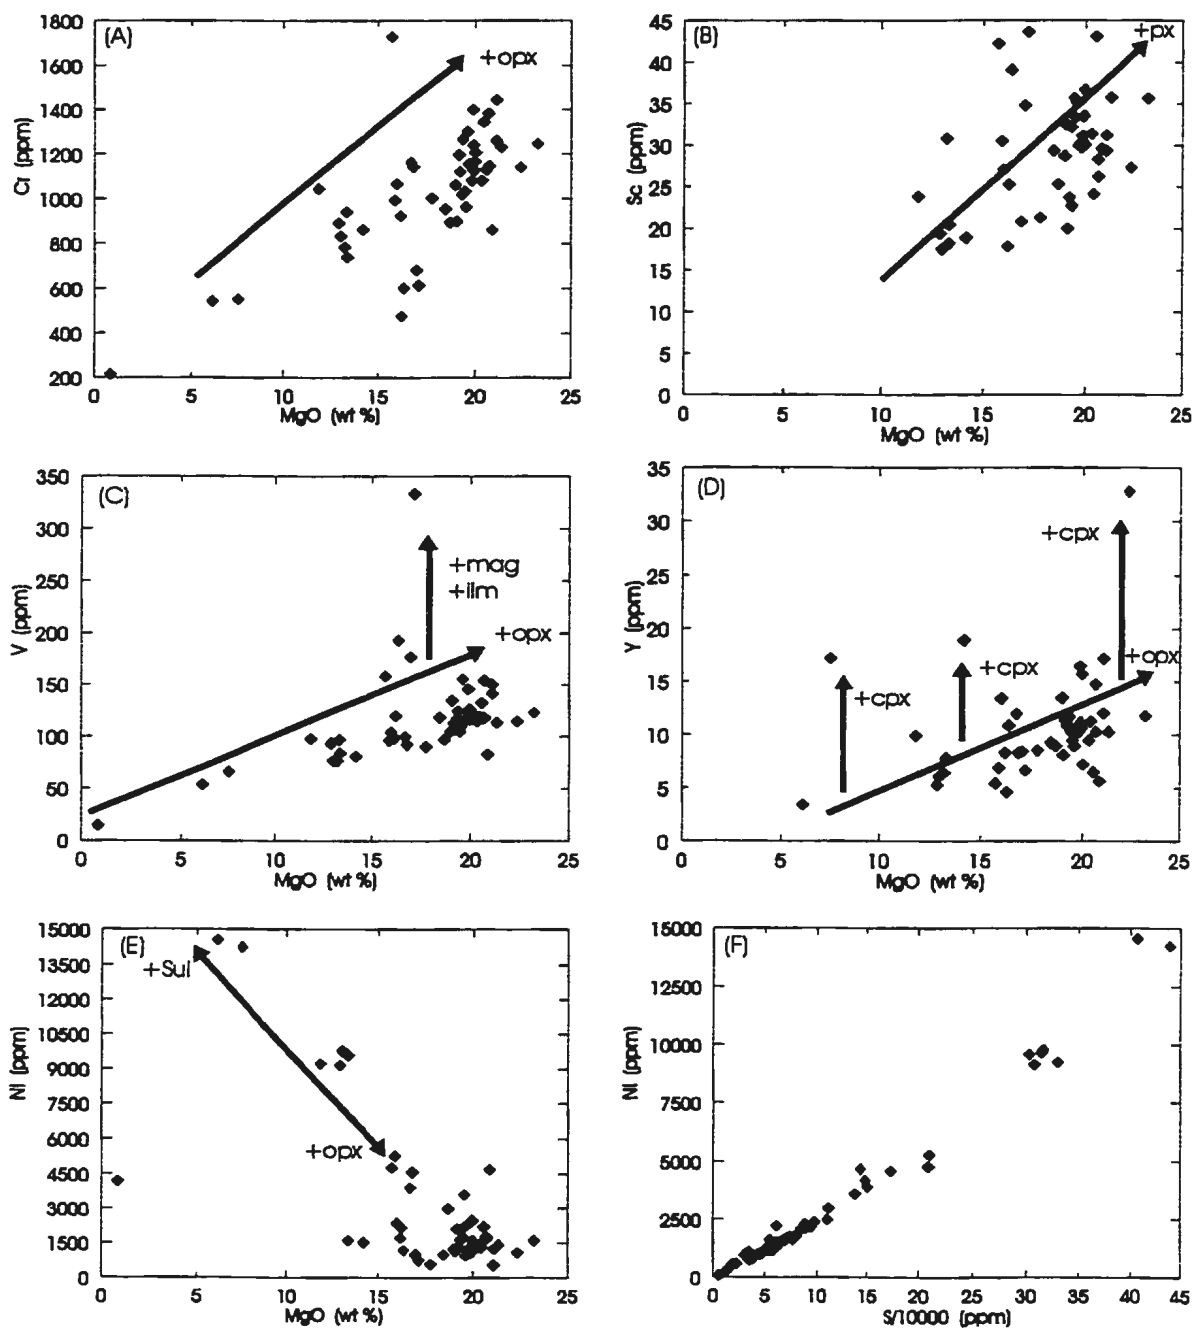 (A)
Cr (ppm)
1800
1600
1400
1200
1000
800
600
400
200
+opx
0 5 10 15 20 25
MgO (wt %)
(B)
Sc (ppm)
45
40
35
30
25
20
15
10
5
0
+px
0 5 10 15 20 25
MgO (wt %)
(C)
V (ppm)
350
300
250
200
150
100
50
0
+mag
+ilm
+opx
0 5 10 15 20 25
MgO (wt %)
(D)
Y (ppm)
35
30
25
20
15
10
5
0
+cpx
+opx
+cpx
+cpx
0 5 10 15 20 25
MgO (wt %)
(E)
Ni (ppm)
15000
13500
12000
10500
9000
7500
6000
4500
3000
1500
0
+Sul
+opx
0 5 10 15 20 25
MgO (wt %)
(F)
Ni (ppm)
15000
12500
10000
7500
5000
2500
0
0 5 10 15 20 25 30 35 40 45
S/10000 (ppm)